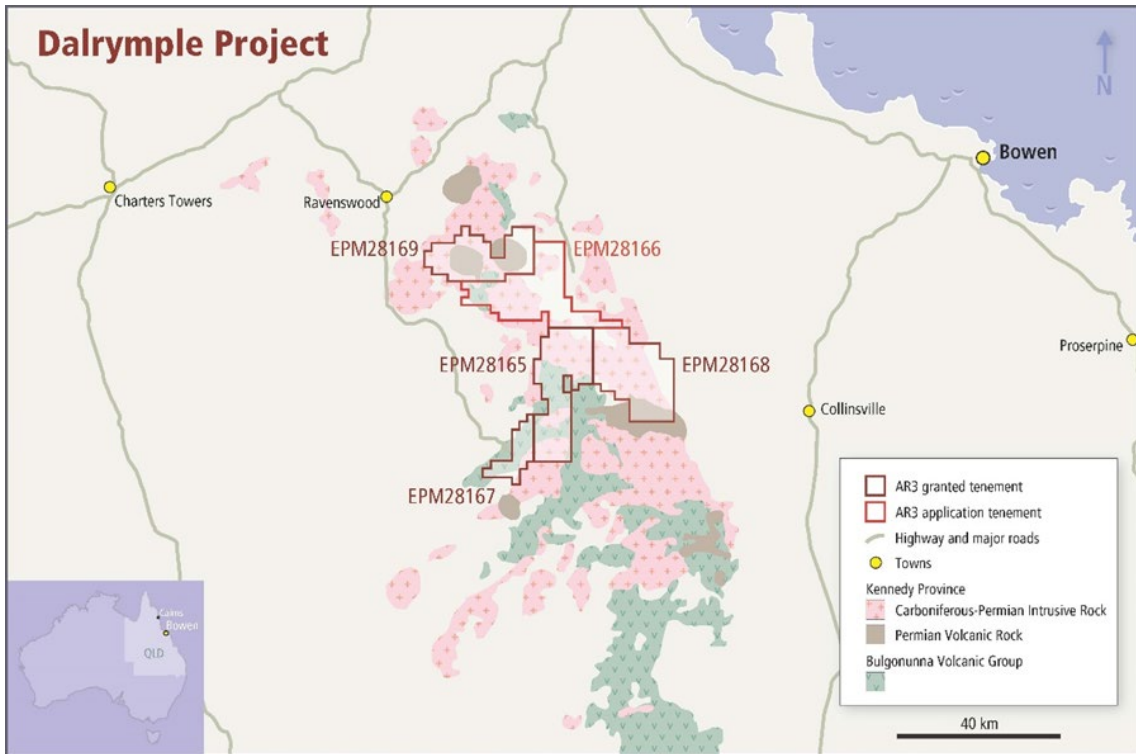 Dalrymple Project
N
Bowen
Charters Towers
Ravenswood
EPM28169
EPM28166
Proserpine
EPM28165
EPM28168
Collinsville
EPM28167
AR3 granted tenement
AR3 application tenement
Highway and major roads
Towns
Kennedy Province
Carboniferous-Permian Intrusive Rock
Permian Volcanic Rock
Bulgonunna Volcanic Group
Cairns
Bowen
QLD
40 km